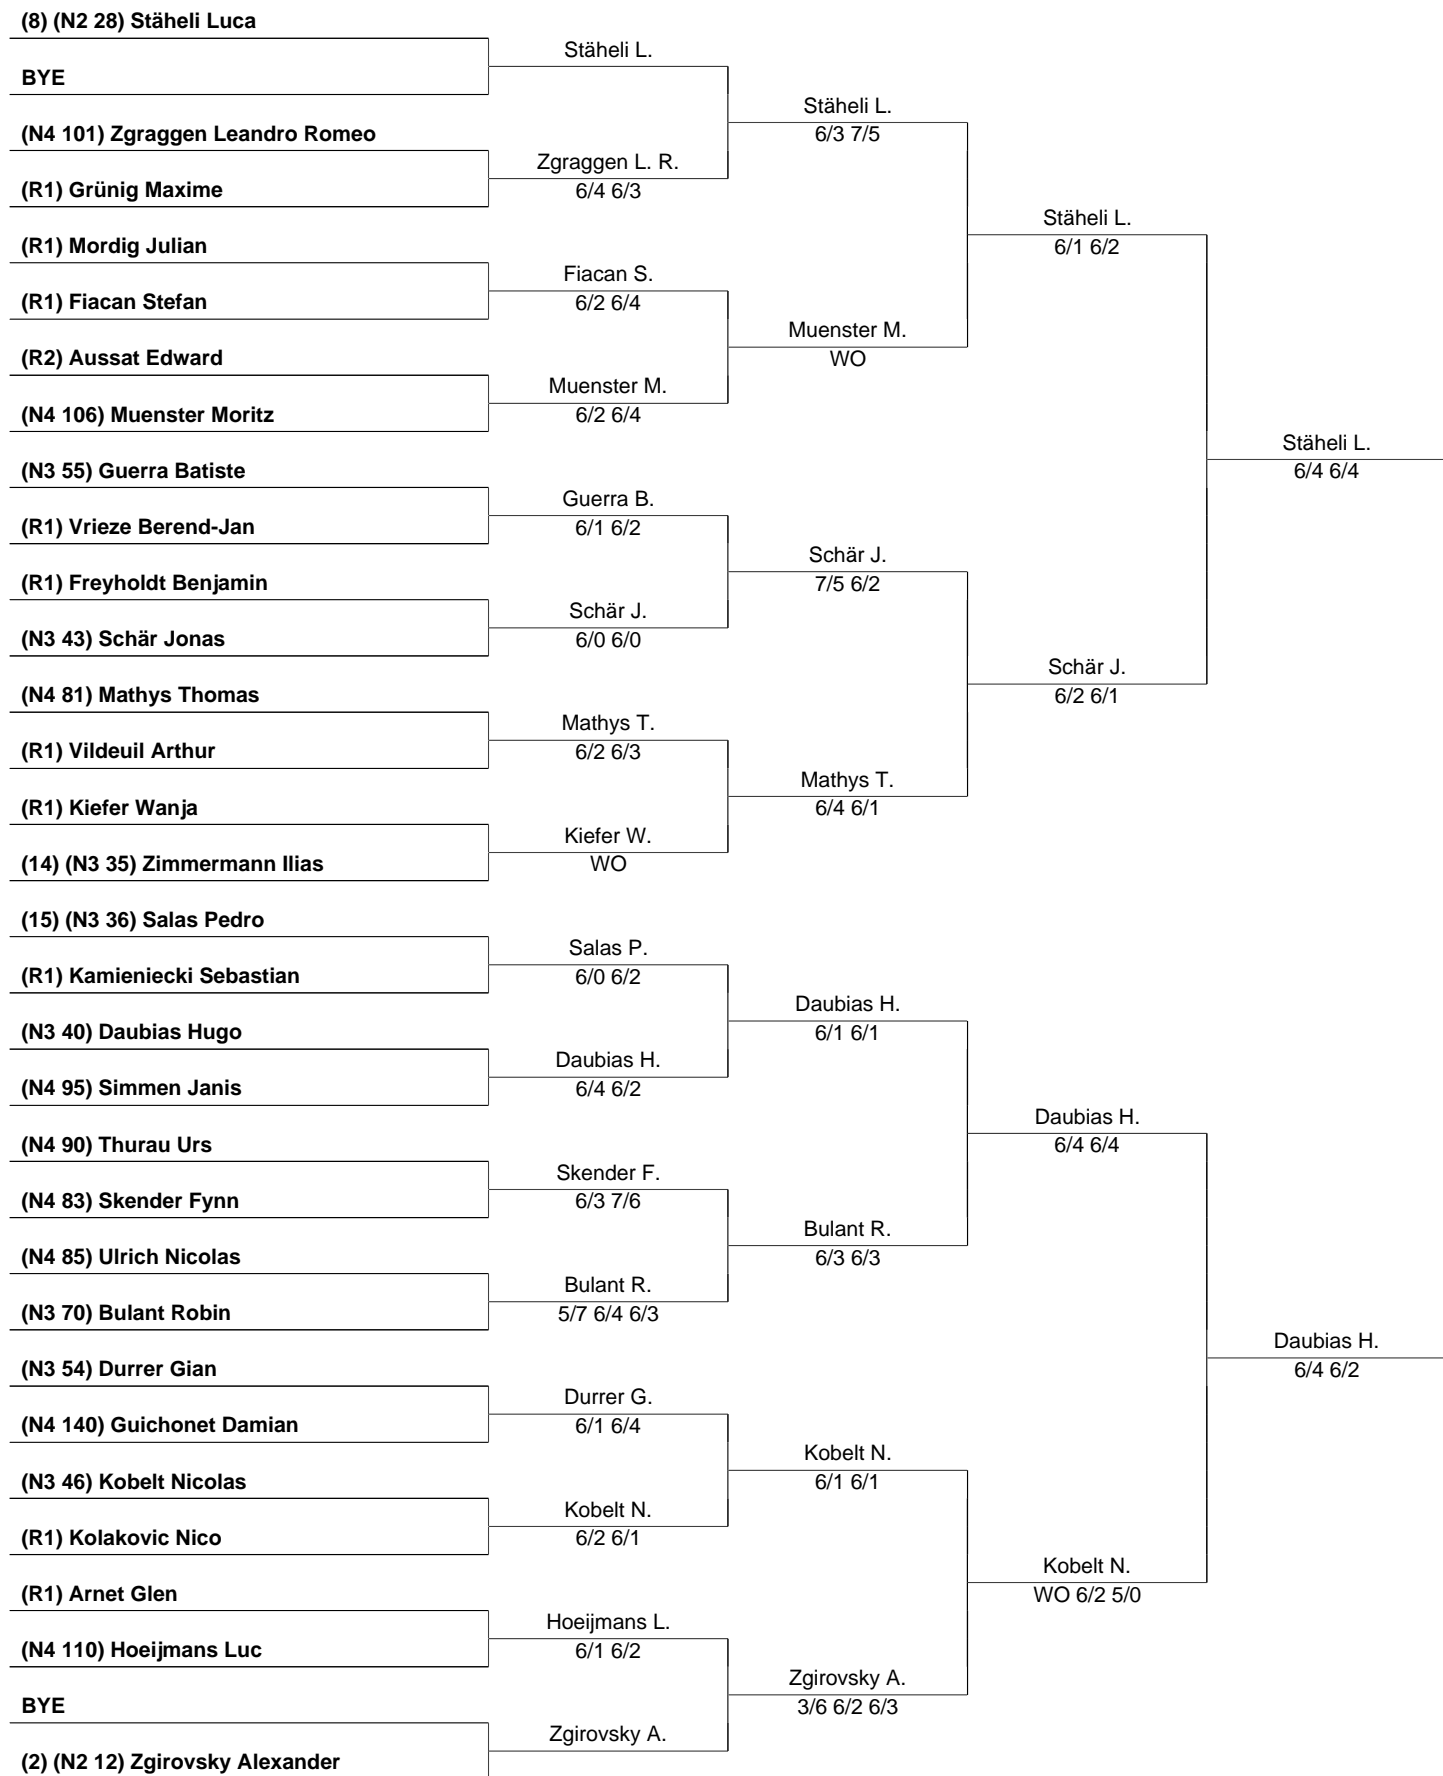 (8) (N2 28) Stäheli Luca
Stäheli L.
BYE
Stäheli L.
6/3 7/5
(N4 101) Zgraggen Leandro Romeo
Zgraggen L. R.
6/4 6/3
(R1) Grünig Maxime
Stäheli L.
6/1 6/2
(R1) Mordig Julian
Fiacan S.
6/2 6/4
(R1) Fiacan Stefan
Muenster M.
WO
(R2) Aussat Edward
Muenster M.
6/2 6/4
(N4 106) Muenster Moritz
Stäheli L.
6/4 6/4
(N3 55) Guerra Batiste
Guerra B.
6/1 6/2
(R1) Vrieze Berend-Jan
Schär J.
7/5 6/2
(R1) Freyholdt Benjamin
Schär J.
6/0 6/0
(N3 43) Schär Jonas
Schär J.
6/2 6/1
(N4 81) Mathys Thomas
Mathys T.
6/2 6/3
(R1) Vildeuil Arthur
Mathys T.
6/4 6/1
(R1) Kiefer Wanja
Kiefer W.
WO
(14) (N3 35) Zimmermann Ilias
(15) (N3 36) Salas Pedro
Salas P.
6/0 6/2
(R1) Kamieniecki Sebastian
Daubias H.
6/1 6/1
(N3 40) Daubias Hugo
Daubias H.
6/4 6/2
(N4 95) Simmen Janis
Daubias H.
6/4 6/4
(N4 90) Thurau Urs
Skender F.
6/3 7/6
(N4 83) Skender Fynn
Bulant R.
6/3 6/3
(N4 85) Ulrich Nicolas
Bulant R.
5/7 6/4 6/3
(N3 70) Bulant Robin
Daubias H.
6/4 6/2
(N3 54) Durrer Gian
Durrer G.
6/1 6/4
(N4 140) Guichonet Damian
Kobelt N.
6/1 6/1
(N3 46) Kobelt Nicolas
Kobelt N.
6/2 6/1
(R1) Kolakovic Nico
Kobelt N.
WO 6/2 5/0
(R1) Arnet Glen
Hoeijmans L.
6/1 6/2
(N4 110) Hoeijmans Luc
Zgirovsky A.
3/6 6/2 6/3
BYE
Zgirovsky A.
(2) (N2 12) Zgirovsky Alexander